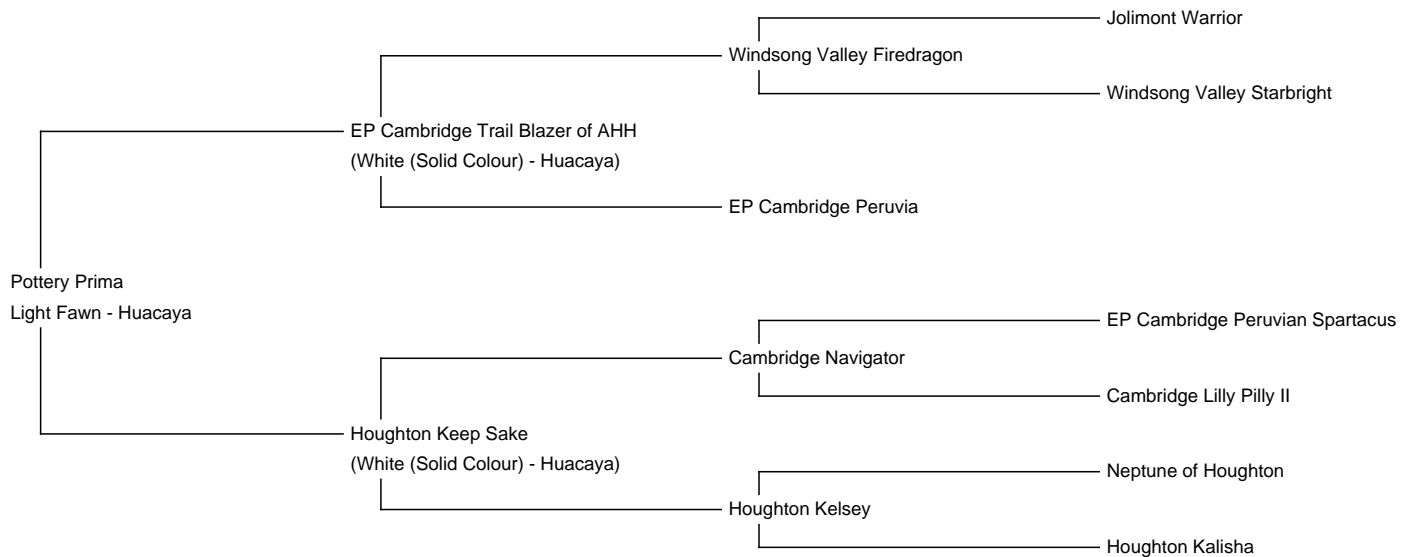 Jolimont Warrior
Windsong Valley Firedragon
Windsong Valley Starbright
EP Cambridge Trail Blazer of AHH
(White (Solid Colour) - Huacaya)
EP Cambridge Peruvia
Pottery Prima
Light Fawn - Huacaya
EP Cambridge Peruvian Spartacus
Cambridge Navigator
Cambridge Lilly Pilly II
Houghton Keep Sake
(White (Solid Colour) - Huacaya)
Neptune of Houghton
Houghton Kelsey
Houghton Kalisha